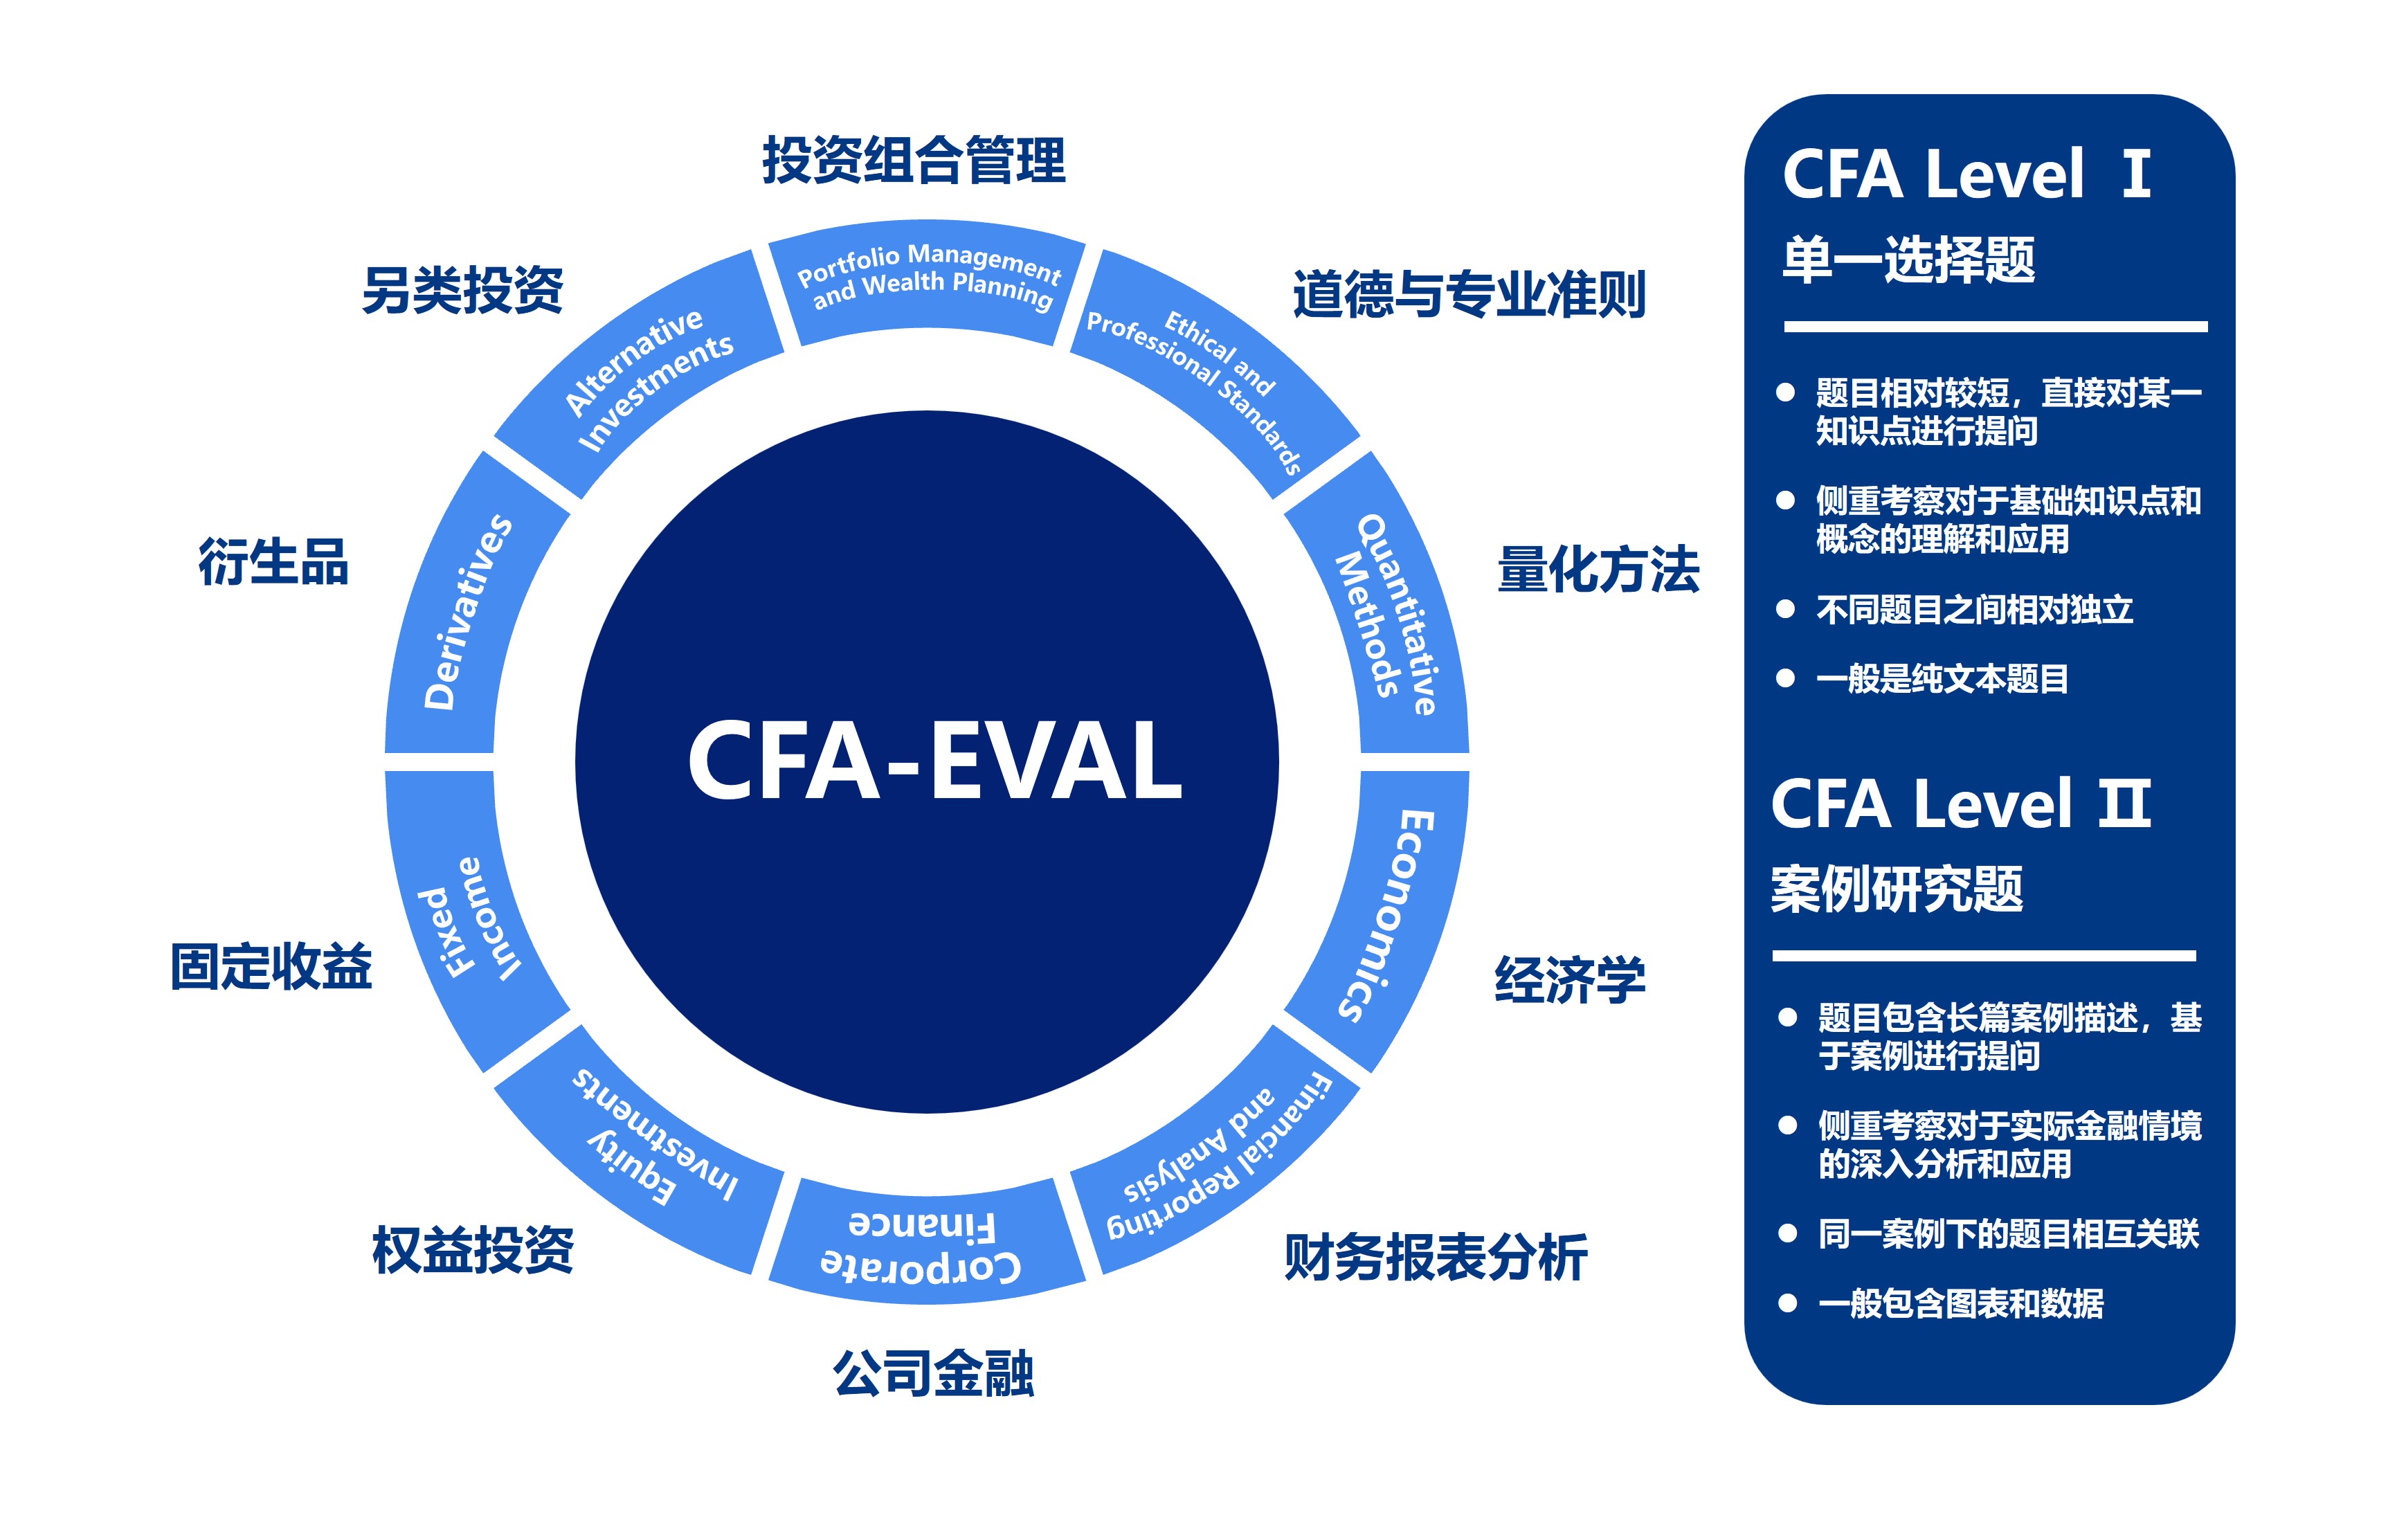 投资组合管理
Portfolio Management
and Wealth Planning
道德与专业准则
Ethical and
Professional Standards
量化方法
Quantitative
Methods
经济学
Economics
财务报表分析
Financial Reporting
and Analysis
公司金融
Corporate
Finance
权益投资
Equity
Investments
固定收益
Fixed
Income
衍生品
Derivatives
另类投资
Alternative
Investments
CFA-EVAL
CFA Level Ⅰ
单一选择题
● 题目相对较短，直接对某一
知识点进行提问
● 侧重考察对于基础知识点和
概念的理解和应用
● 不同题目之间相对独立
● 一般是纯文本题目
CFA Level Ⅱ
案例研究题
● 题目包含长篇案例描述，基
于案例进行提问
● 侧重考察对于实际金融情境
的深入分析和应用
● 同一案例下的题目相互关联
● 一般包含图表和数据